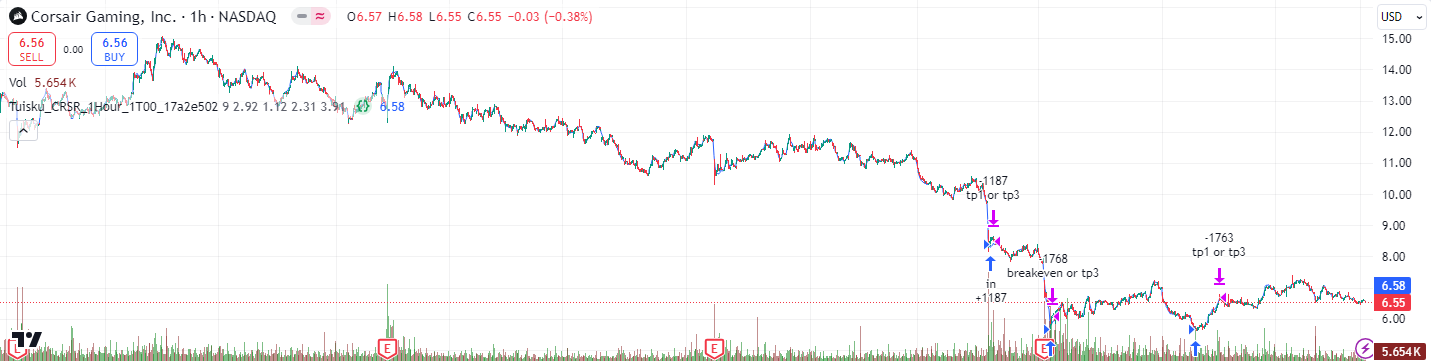 Corsair Gaming, Inc. · 1h · NASDAQ O6.57 H6.58 L6.55 C6.55 −0.03 (−0.38%)
USD
6.56 SELL 0.00 6.56 BUY
Vol 5.654K
Tuisku_CRSR_1Hour_1T00_17a2e502 9 2.92 1.12 2.31 3.91 6.58
15.00
14.00
13.00
12.00
11.00
10.00
9.00
8.00
6.58
6.55
6.00
5.654K
-1187
tp1 or tp3
in
+1187
-1768
breakeven or tp3
-1763
tp1 or tp3
E
E
E